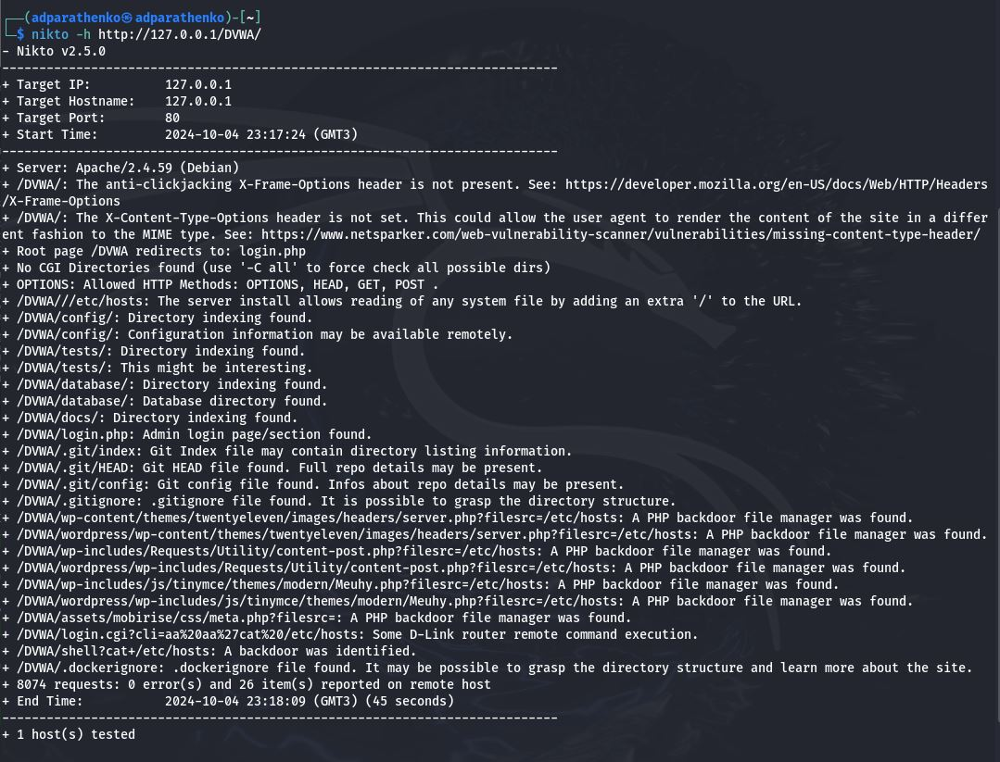 ┌──(adparathenko㉿adparathenko)-[~]
└─$ nikto -h http://127.0.0.1/DVWA/
- Nikto v2.5.0
---------------------------------------------------------------------------
+ Target IP:          127.0.0.1
+ Target Hostname:    127.0.0.1
+ Target Port:        80
+ Start Time:         2024-10-04 23:17:24 (GMT3)
---------------------------------------------------------------------------
+ Server: Apache/2.4.59 (Debian)
+ /DVWA/: The anti-clickjacking X-Frame-Options header is not present. See: https://developer.mozilla.org/en-US/docs/Web/HTTP/Headers
/X-Frame-Options
+ /DVWA/: The X-Content-Type-Options header is not set. This could allow the user agent to render the content of the site in a differ
ent fashion to the MIME type. See: https://www.netsparker.com/web-vulnerability-scanner/vulnerabilities/missing-content-type-header/
+ Root page /DVWA redirects to: login.php
+ No CGI Directories found (use '-C all' to force check all possible dirs)
+ OPTIONS: Allowed HTTP Methods: OPTIONS, HEAD, GET, POST .
+ /DVWA///etc/hosts: The server install allows reading of any system file by adding an extra '/' to the URL.
+ /DVWA/config/: Directory indexing found.
+ /DVWA/config/: Configuration information may be available remotely.
+ /DVWA/tests/: Directory indexing found.
+ /DVWA/tests/: This might be interesting.
+ /DVWA/database/: Directory indexing found.
+ /DVWA/database/: Database directory found.
+ /DVWA/docs/: Directory indexing found.
+ /DVWA/login.php: Admin login page/section found.
+ /DVWA/.git/index: Git Index file may contain directory listing information.
+ /DVWA/.git/HEAD: Git HEAD file found. Full repo details may be present.
+ /DVWA/.git/config: Git config file found. Infos about repo details may be present.
+ /DVWA/.gitignore: .gitignore file found. It is possible to grasp the directory structure.
+ /DVWA/wp-content/themes/twentyeleven/images/headers/server.php?filesrc=/etc/hosts: A PHP backdoor file manager was found.
+ /DVWA/wordpress/wp-content/themes/twentyeleven/images/headers/server.php?filesrc=/etc/hosts: A PHP backdoor file manager was found.
+ /DVWA/wp-includes/Requests/Utility/content-post.php?filesrc=/etc/hosts: A PHP backdoor file manager was found.
+ /DVWA/wordpress/wp-includes/Requests/Utility/content-post.php?filesrc=/etc/hosts: A PHP backdoor file manager was found.
+ /DVWA/wp-includes/js/tinymce/themes/modern/Meuhy.php?filesrc=/etc/hosts: A PHP backdoor file manager was found.
+ /DVWA/wordpress/wp-includes/js/tinymce/themes/modern/Meuhy.php?filesrc=/etc/hosts: A PHP backdoor file manager was found.
+ /DVWA/assets/mobirise/css/meta.php?filesrc=: A PHP backdoor file manager was found.
+ /DVWA/login.cgi?cli=aa%20aa%27cat%20/etc/hosts: Some D-Link router remote command execution.
+ /DVWA/shell?cat+/etc/hosts: A backdoor was identified.
+ /DVWA/.dockerignore: .dockerignore file found. It may be possible to grasp the directory structure and learn more about the site.
+ 8074 requests: 0 error(s) and 26 item(s) reported on remote host
+ End Time:           2024-10-04 23:18:09 (GMT3) (45 seconds)
---------------------------------------------------------------------------
+ 1 host(s) tested